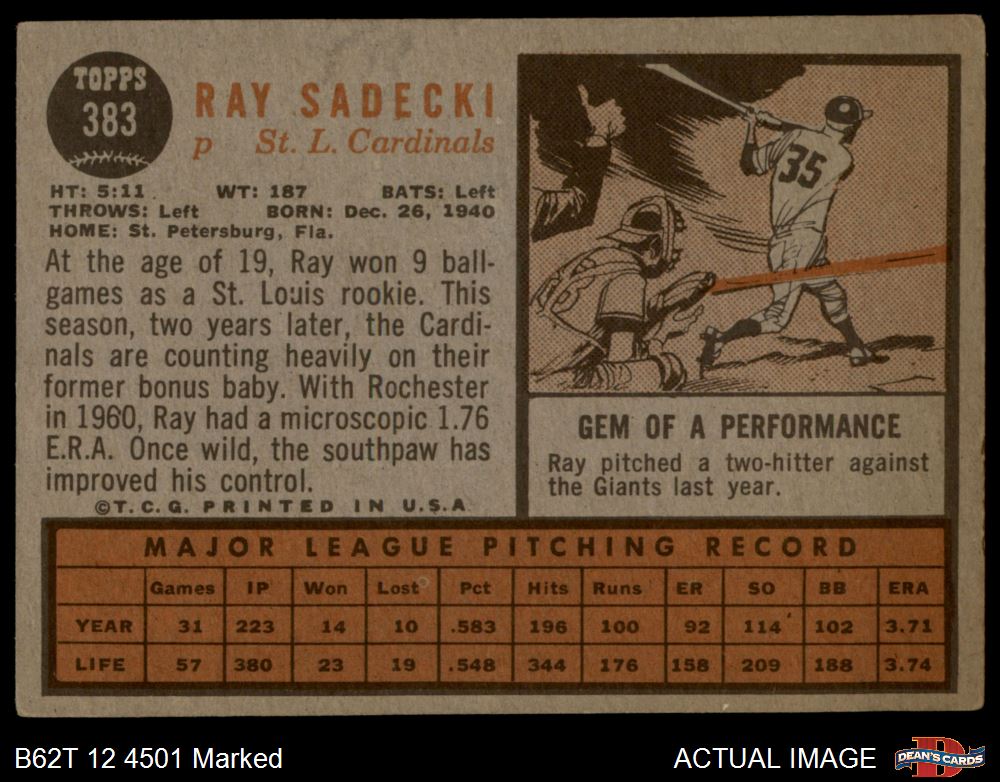 TOPPS
383
RAY SADECKI
p St. L. Cardinals
HT: 5:11 WT: 187 BATS: Left
THROWS: Left BORN: Dec. 26, 1940
HOME: St. Petersburg, Fla.
At the age of 19, Ray won 9 ball-
games as a St. Louis rookie. This
season, two years later, the Cardi-
nals are counting heavily on their
former bonus baby. With Rochester
in 1960, Ray had a microscopic 1.76
E.R.A. Once wild, the southpaw has
improved his control.
©T.C.G. PRINTED IN U.S.A
35
GEM OF A PERFORMANCE
Ray pitched a two-hitter against
the Giants last year.
MAJOR LEAGUE PITCHING RECORD
Games IP Won Lost Pct Hits Runs ER SO BB ERA
YEAR 31 223 14 10 .583 196 100 92 114 102 3.71
LIFE 57 380 23 19 .548 344 176 158 209 188 3.74
B62T 12 4501 Marked
ACTUAL IMAGE
D
DEAN'S CARDS